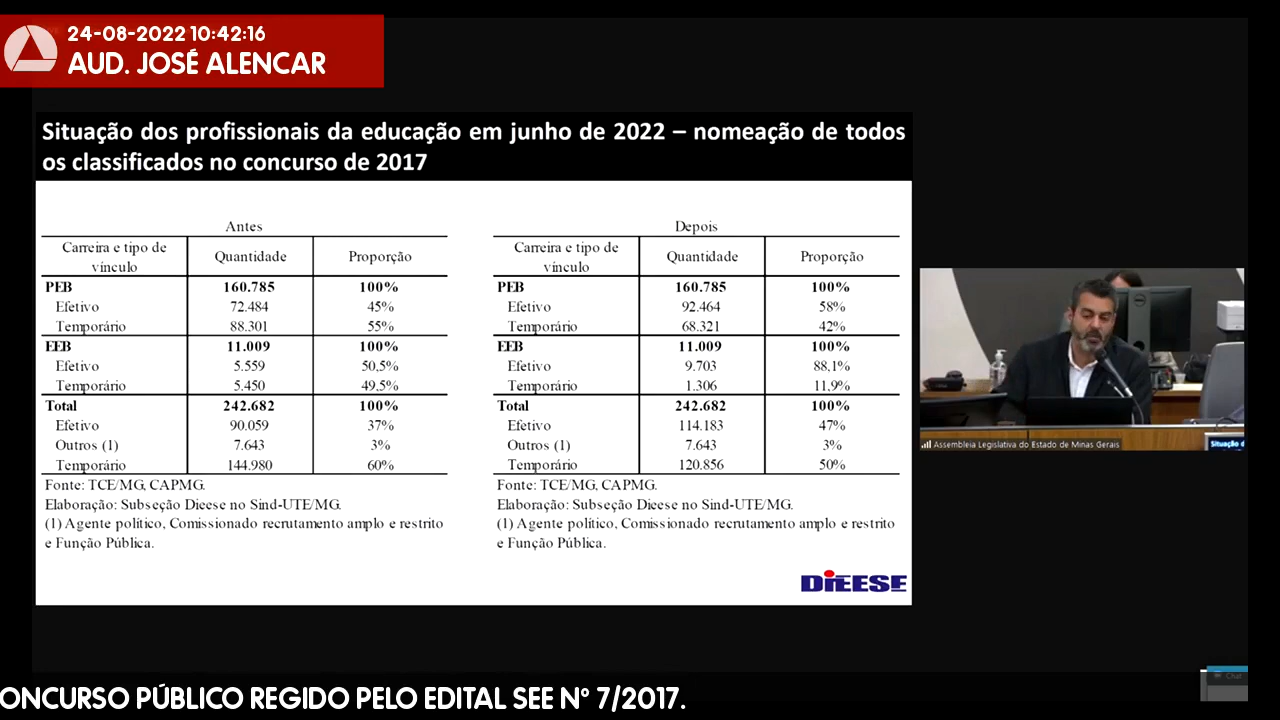 24-08-2022 10:42:16
AUD. JOSÉ ALENCAR
Situação dos profissionais da educação em junho de 2022 – nomeação de todos
os classificados no concurso de 2017
Antes
Carreira e tipo de vínculo Quantidade Proporção
PEB 160.785 100%
Efetivo 72.484 45%
Temporário 88.301 55%
EEB 11.009 100%
Efetivo 5.559 50,5%
Temporário 5.450 49,5%
Total 242.682 100%
Efetivo 90.059 37%
Outros (1) 7.643 3%
Temporário 144.980 60%
Fonte: TCE/MG, CAPMG.
Elaboração: Subseção Dieese no Sind-UTE/MG.
(1) Agente político, Comissionado recrutamento amplo e restrito
e Função Pública.
Depois
Carreira e tipo de vínculo Quantidade Proporção
PEB 160.785 100%
Efetivo 92.464 58%
Temporário 68.321 42%
EEB 11.009 100%
Efetivo 9.703 88,1%
Temporário 1.306 11,9%
Total 242.682 100%
Efetivo 114.183 47%
Outros (1) 7.643 3%
Temporário 120.856 50%
Fonte: TCE/MG, CAPMG.
Elaboração: Subseção Dieese no Sind-UTE/MG.
(1) Agente político, Comissionado recrutamento amplo e restrito
e Função Pública.
DIEESE
Assembleia Legislativa do Estado de Minas Gerais
Situação d
Chat
ONCURSO PÚBLICO REGIDO PELO EDITAL SEE Nº 7/2017.